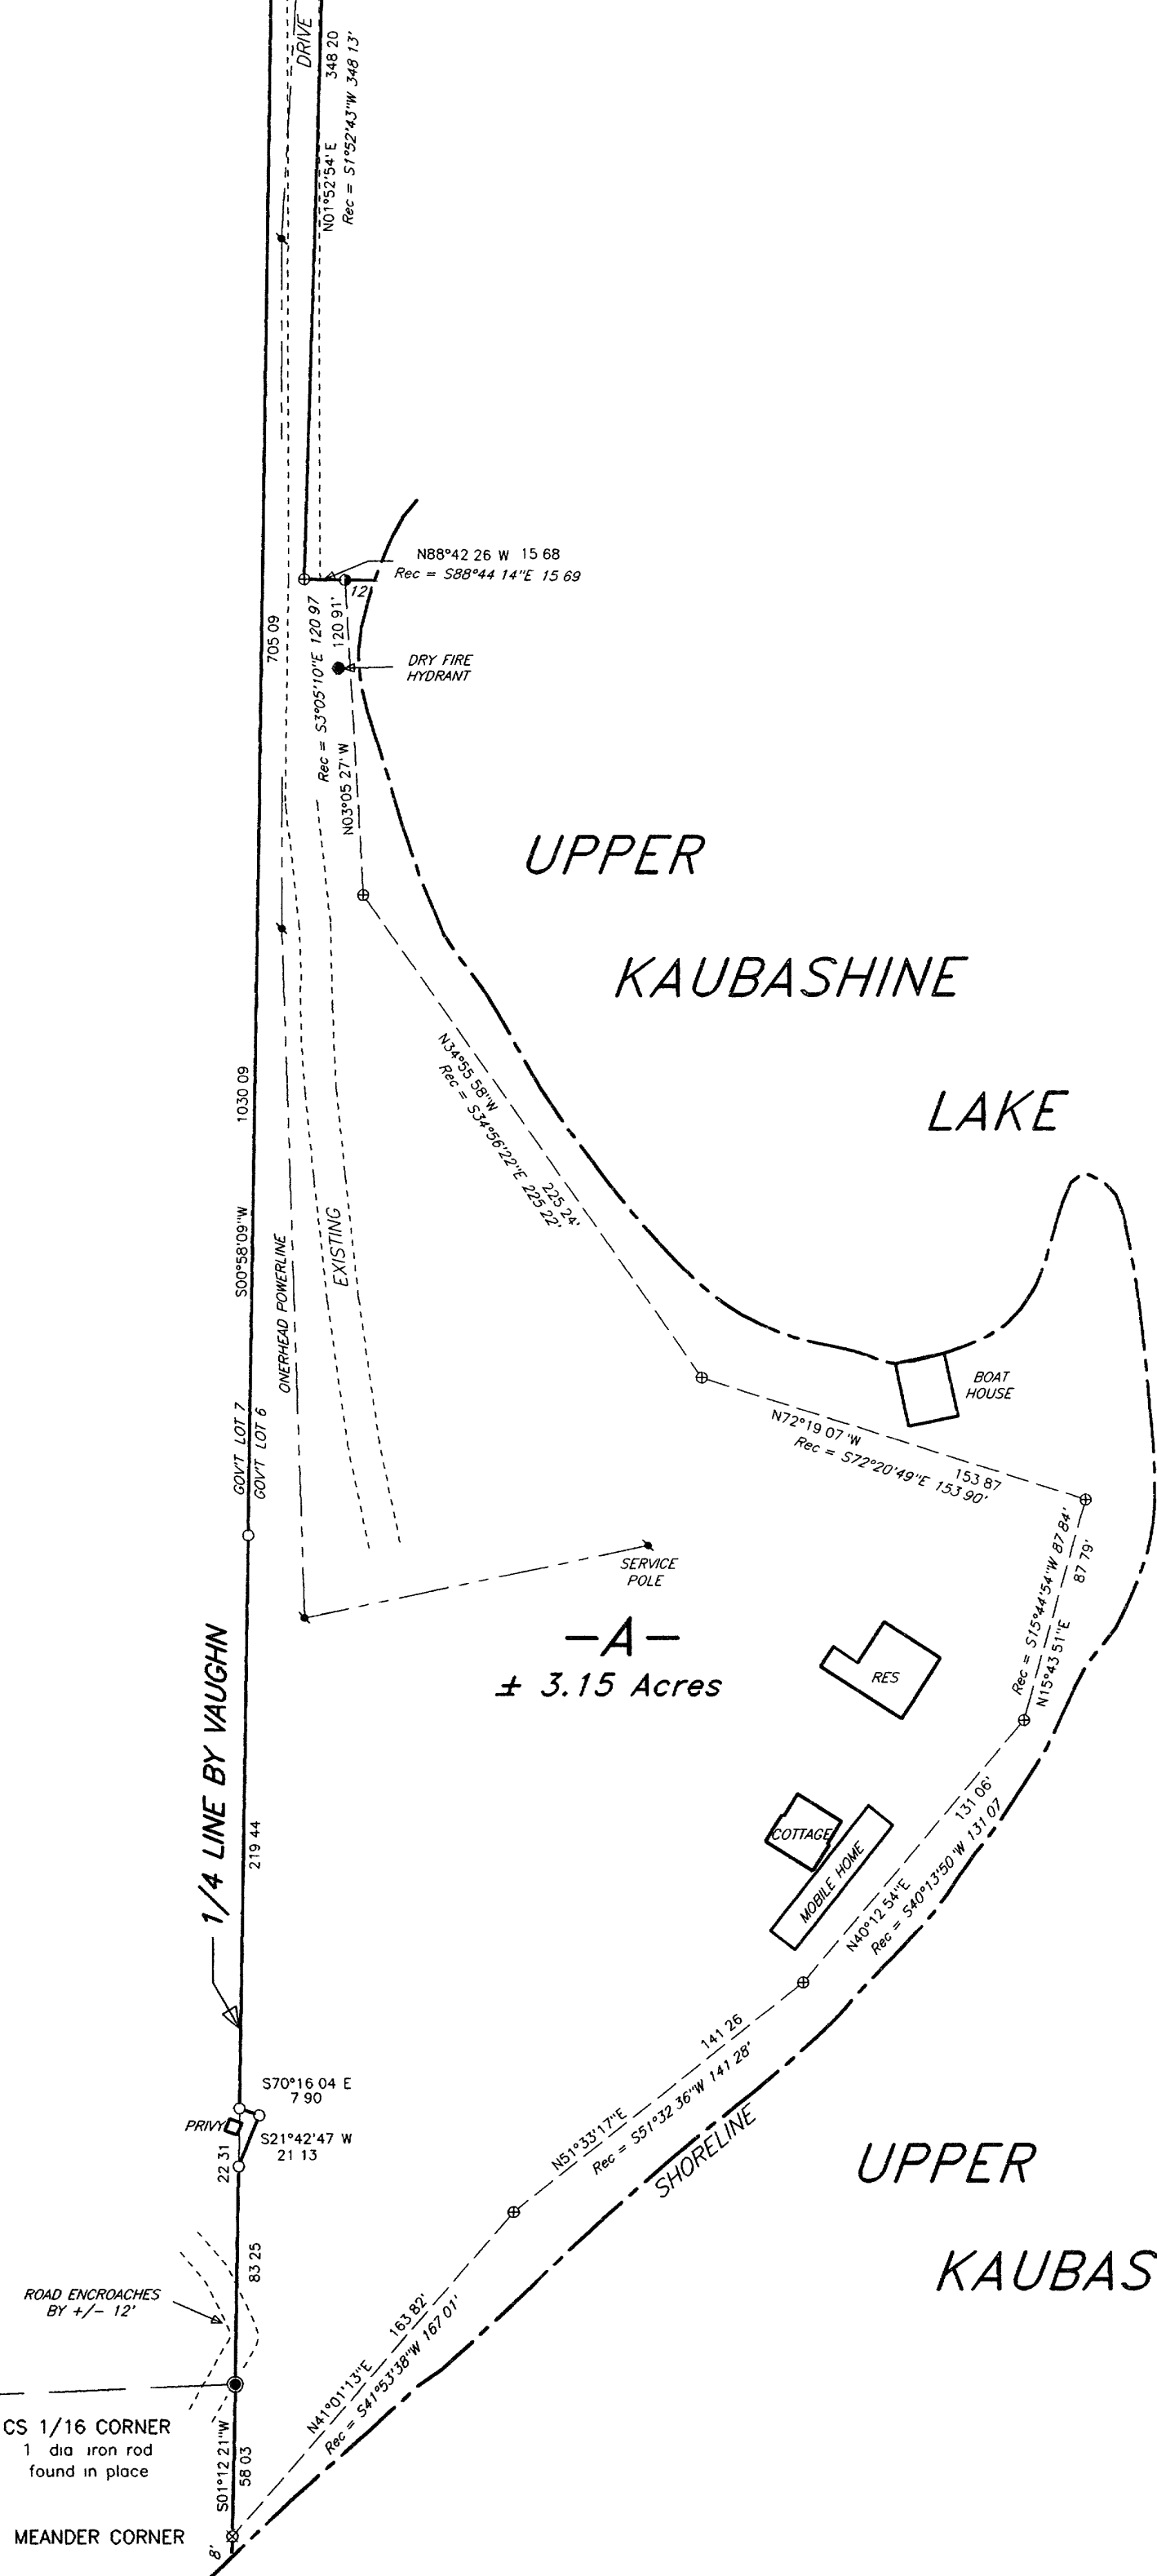 DRIVE
N01°52'54' E 348 20
Rec = S1°52'43"W 348 13'
N88°42 26 W 15 68
Rec = S88°44 14"E 15 69
12
705 09
Rec = S3°05'10"E 120 97
N03°05 27' W 120 91'
DRY FIRE
HYDRANT
UPPER
KAUBASHINE
LAKE
N34°55 58"W 225 24'
Rec = S34°56'22"E 225 22'
S00°58'09"W 1030 09
ONERHEAD POWERLINE
EXISTING
GOV'T LOT 7
GOV'T LOT 6
BOAT
HOUSE
N72°19 07 'W 153 87
Rec = S72°20'49"E 153 90'
SERVICE
POLE
Rec = S15°44'54"W 87 84'
N15°43 51"E 87 79'
-A-
± 3.15 Acres
RES
1/4 LINE BY VAUGHN
219 44
COTTAGE
MOBILE HOME
N40°12 54"E 131 06'
Rec = S40°13'50 'W 131 07
N51°33'17"E 141 26
Rec = S51°32 36"W 141 28'
SHORELINE
S70°16 04 E
7 90
PRIVY
S21°42'47 W
21 13
22 31
UPPER
KAUBAS
83 25
ROAD ENCROACHES
BY +/- 12'
N41°01'13"E 163 82'
Rec = S41°53'38"W 167 01'
CS 1/16 CORNER
1 dia iron rod
found in place
S01°12 21"W
58 03
MEANDER CORNER
8'